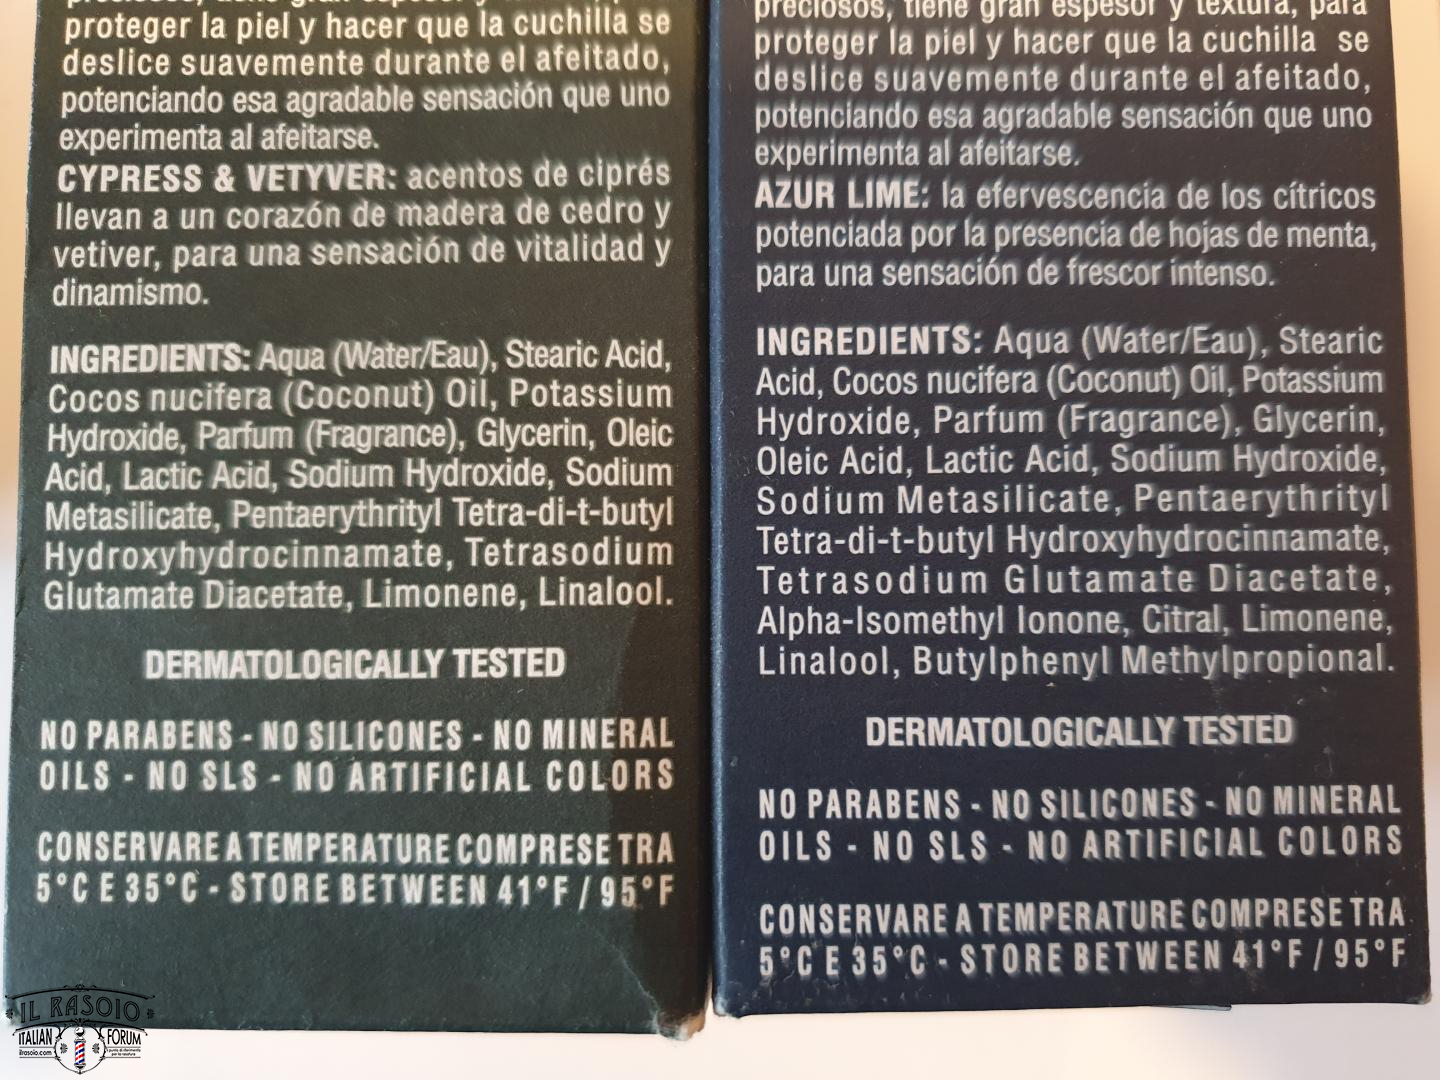 proteger la piel y hacer que la cuchilla se
deslice suavemente durante el afeitado,
potenciando esa agradable sensación que uno
experimenta al afeitarse.
CYPRESS & VETYVER: acentos de ciprés
llevan a un corazón de madera de cedro y
vetiver, para una sensación de vitalidad y
dinamismo.
INGREDIENTS: Aqua (Water/Eau), Stearic Acid,
Cocos nucifera (Coconut) Oil, Potassium
Hydroxide, Parfum (Fragrance), Glycerin, Oleic
Acid, Lactic Acid, Sodium Hydroxide, Sodium
Metasilicate, Pentaerythrityl Tetra-di-t-butyl
Hydroxyhydrocinnamate, Tetrasodium
Glutamate Diacetate, Limonene, Linalool.
DERMATOLOGICALLY TESTED
NO PARABENS - NO SILICONES - NO MINERAL
OILS - NO SLS - NO ARTIFICIAL COLORS
CONSERVARE A TEMPERATURE COMPRESE TRA
5°C E 35°C - STORE BETWEEN 41°F / 95°F
preciosos, tiene gran espesor y textura, para
proteger la piel y hacer que la cuchilla se
deslice suavemente durante el afeitado,
potenciando esa agradable sensación que uno
experimenta al afeitarse.
AZUR LIME: la efervescencia de los cítricos
potenciada por la presencia de hojas de menta,
para una sensación de frescor intenso.
INGREDIENTS: Aqua (Water/Eau), Stearic
Acid, Cocos nucifera (Coconut) Oil, Potassium
Hydroxide, Parfum (Fragrance), Glycerin,
Oleic Acid, Lactic Acid, Sodium Hydroxide,
Sodium Metasilicate, Pentaerythrityl
Tetra-di-t-butyl Hydroxyhydrocinnamate,
Tetrasodium Glutamate Diacetate,
Alpha-Isomethyl Ionone, Citral, Limonene,
Linalool, Butylphenyl Methylpropional.
DERMATOLOGICALLY TESTED
NO PARABENS - NO SILICONES - NO MINERAL
OILS - NO SLS - NO ARTIFICIAL COLORS
CONSERVARE A TEMPERATURE COMPRESE TRA
5°C E 35°C - STORE BETWEEN 41°F / 95°F
IL RASOIO
ITALIAN FORUM
ilrasoio.com